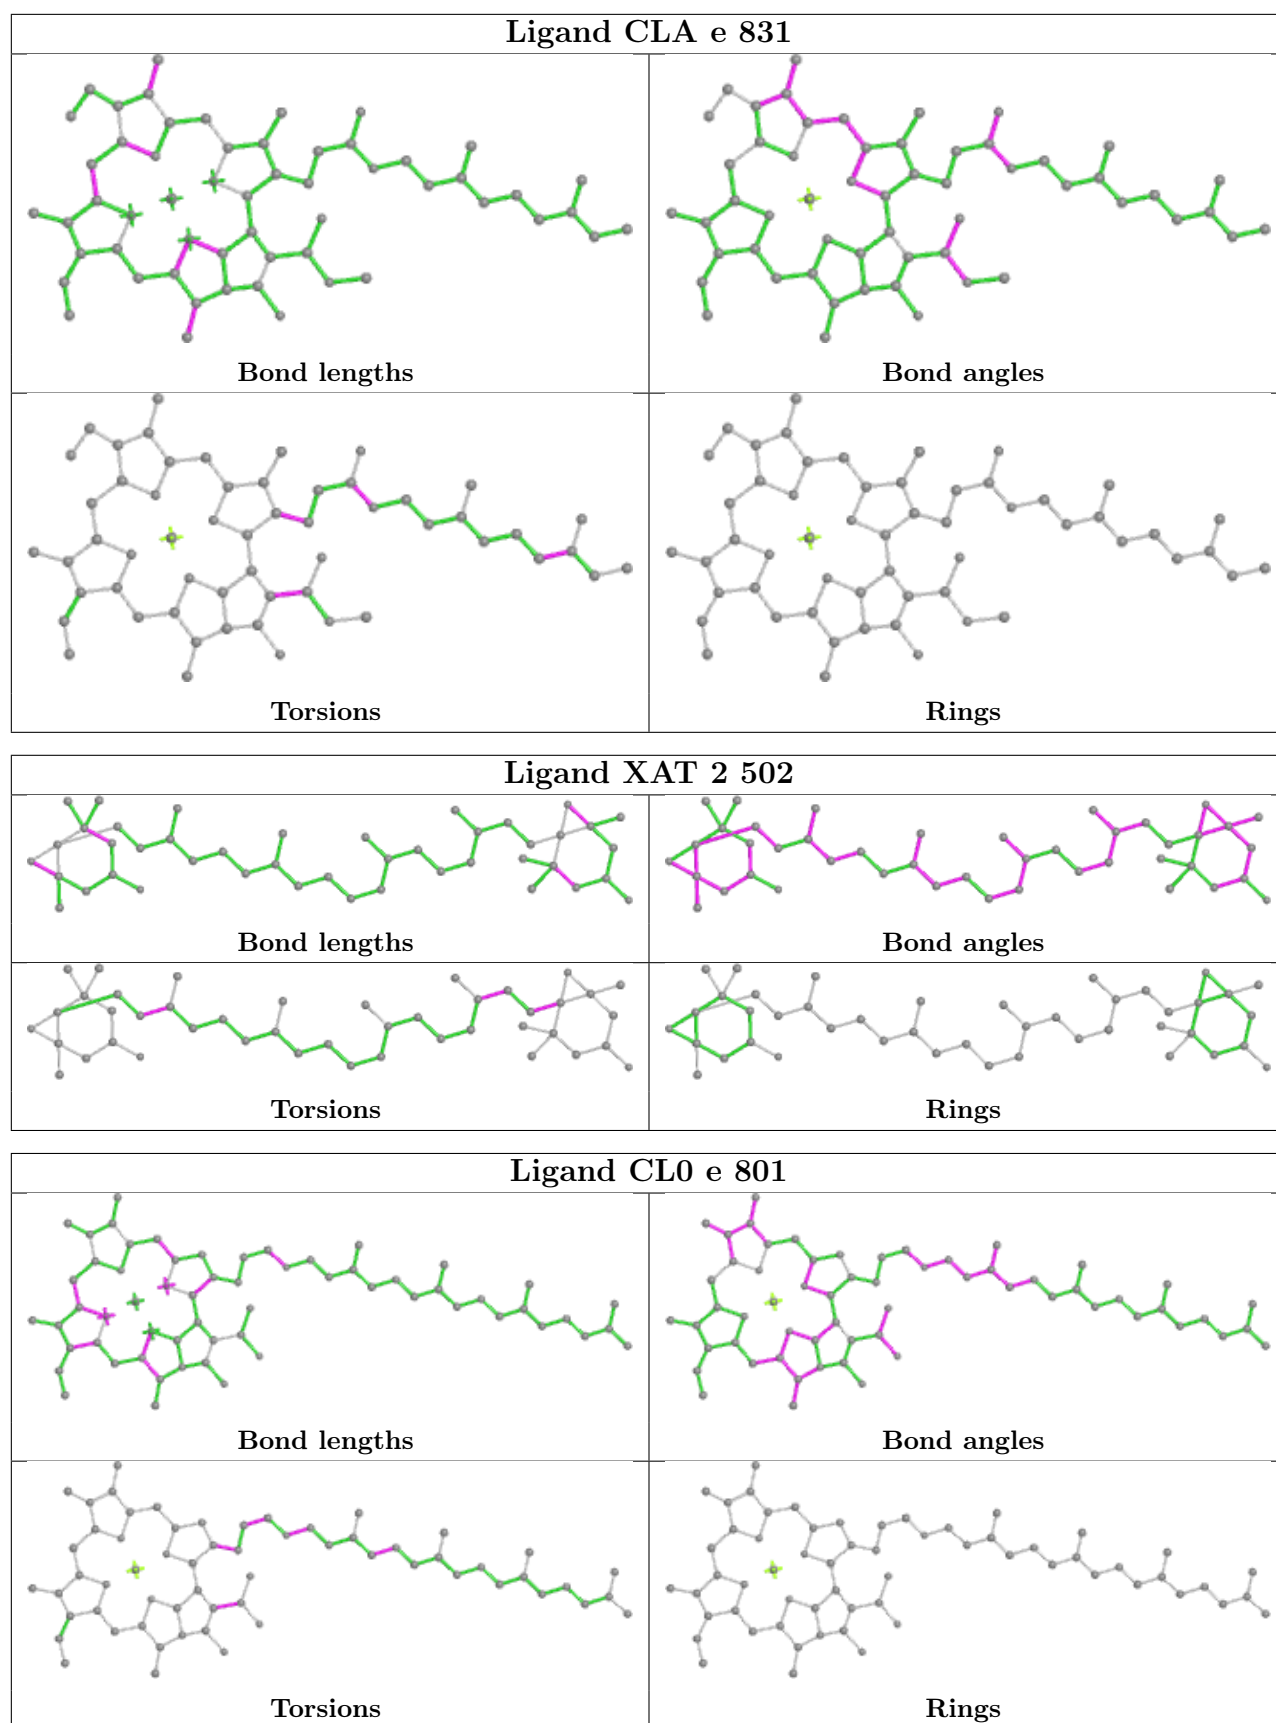 Ligand CLA e 831
Bond lengths
Bond angles
Torsions
Rings
Ligand XAT 2 502
Bond lengths
Bond angles
Torsions
Rings
Ligand CL0 e 801
Bond lengths
Bond angles
Torsions
Rings